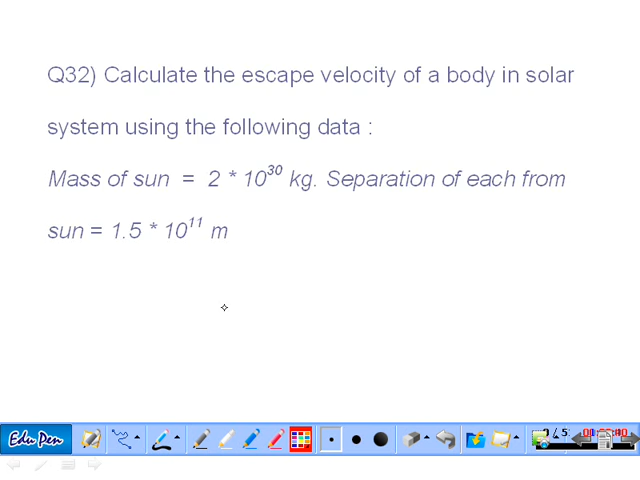 Q32) Calculate the escape velocity of a body in solar
system using the following data :
Mass of sun = 2 * 10^30 kg. Separation of each from
sun = 1.5 * 10^11 m
Edu Pen